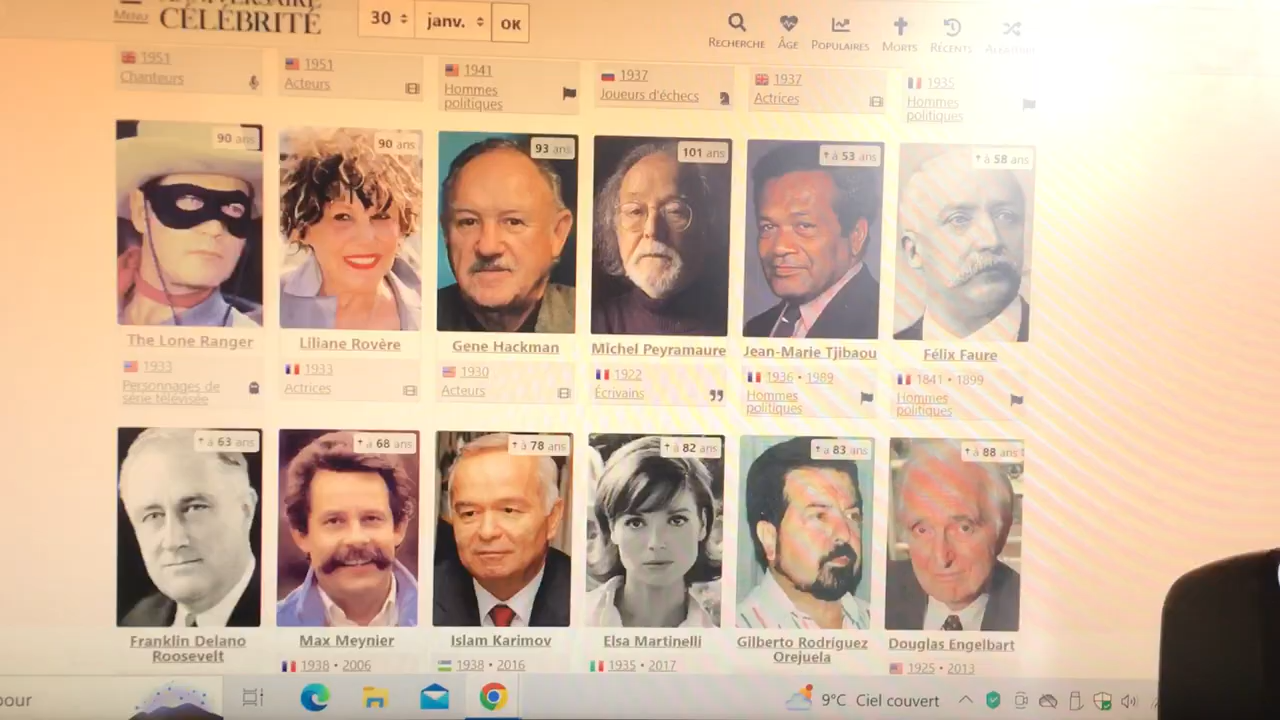 MENU
ANNIVERSAIRE
CÉLÉBRITÉ
30 janv. OK
RECHERCHE ÂGE POPULAIRES MORTS RÉCENTS
1951
Chanteurs
1951
Acteurs
1941
Hommes
politiques
1937
Joueurs d'échecs
1937
Actrices
1935
Hommes
politiques
90 ans
The Lone Ranger
1933
Personnages de
série télévisée
90 ans
Liliane Rovère
1933
Actrices
93 ans
Gene Hackman
1930
Acteurs
101 ans
Michel Peyramaure
1922
Écrivains
† à 53 ans
Jean-Marie Tjibaou
1936 • 1989
Hommes
politiques
† à 58 ans
Félix Faure
1841 • 1899
Hommes
politiques
† à 63 ans
Franklin Delano
Roosevelt
† à 68 ans
Max Meynier
1938 • 2006
† à 78 ans
Islam Karimov
1938 • 2016
† à 82 ans
Elsa Martinelli
1935 • 2017
† à 83 ans
Gilberto Rodríguez
Orejuela
† à 88 ans
Douglas Engelbart
1925 • 2013
pour
9°C Ciel couvert